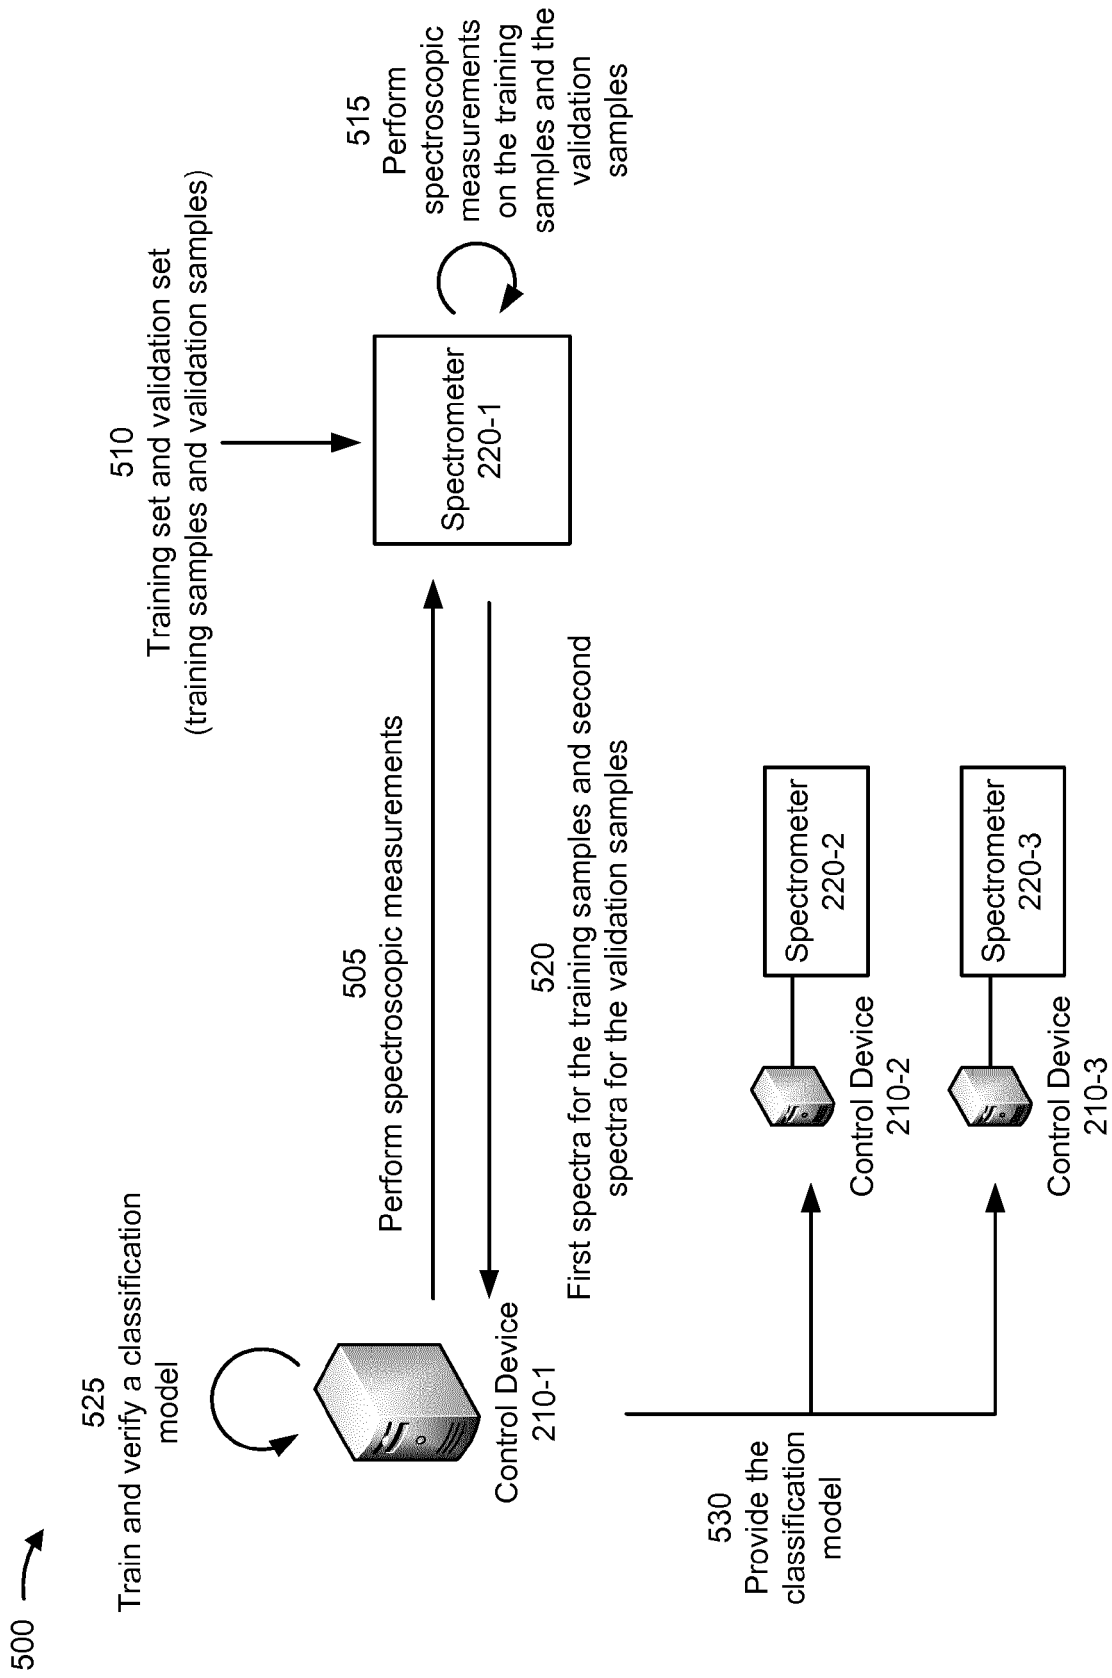 500
525
Train and verify a classification
model
Control Device
210-1
505
Perform spectroscopic measurements
520
First spectra for the training samples and second
spectra for the validation samples
510
Training set and validation set
(training samples and validation samples)
Spectrometer
220-1
515
Perform
spectroscopic
measurements
on the training
samples and the
validation
samples
530
Provide the
classification
model
Control Device
210-2
Spectrometer
220-2
Control Device
210-3
Spectrometer
220-3